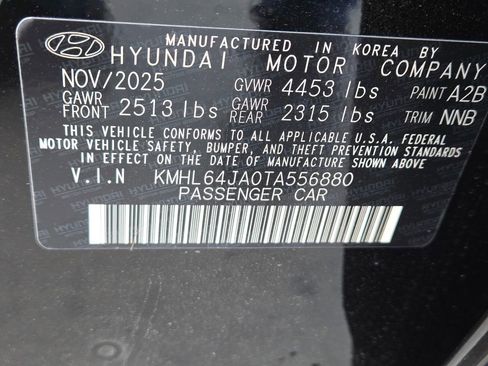 MANUFACTURED IN KOREA BY
HYUNDAI MOTOR COMPANY
NOV/2025 GVWR 4453 lbs PAINT A2B
GAWR FRONT 2513 lbs GAWR REAR 2315 lbs TRIM NNB
THIS VEHICLE CONFORMS TO ALL APPLICABLE U.S.A. FEDERAL
MOTOR VEHICLE SAFETY, BUMPER, AND THEFT PREVENTION STANDARDS
IN EFFECT ON THE DATE OF MANUFACTURE SHOWN ABOVE
V.I.N KMHL64JA0TA556880
PASSENGER CAR